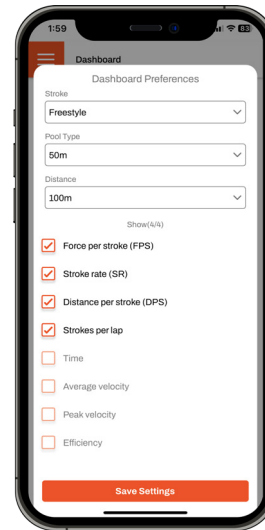 1:59
83
Dashboard
Dashboard Preferences
Stroke
Freestyle
Pool Type
50m
Distance
100m
Show(4/4)
Force per stroke (FPS)
Stroke rate (SR)
Distance per stroke (DPS)
Strokes per lap
Time
Average velocity
Peak velocity
Efficiency
Save Settings